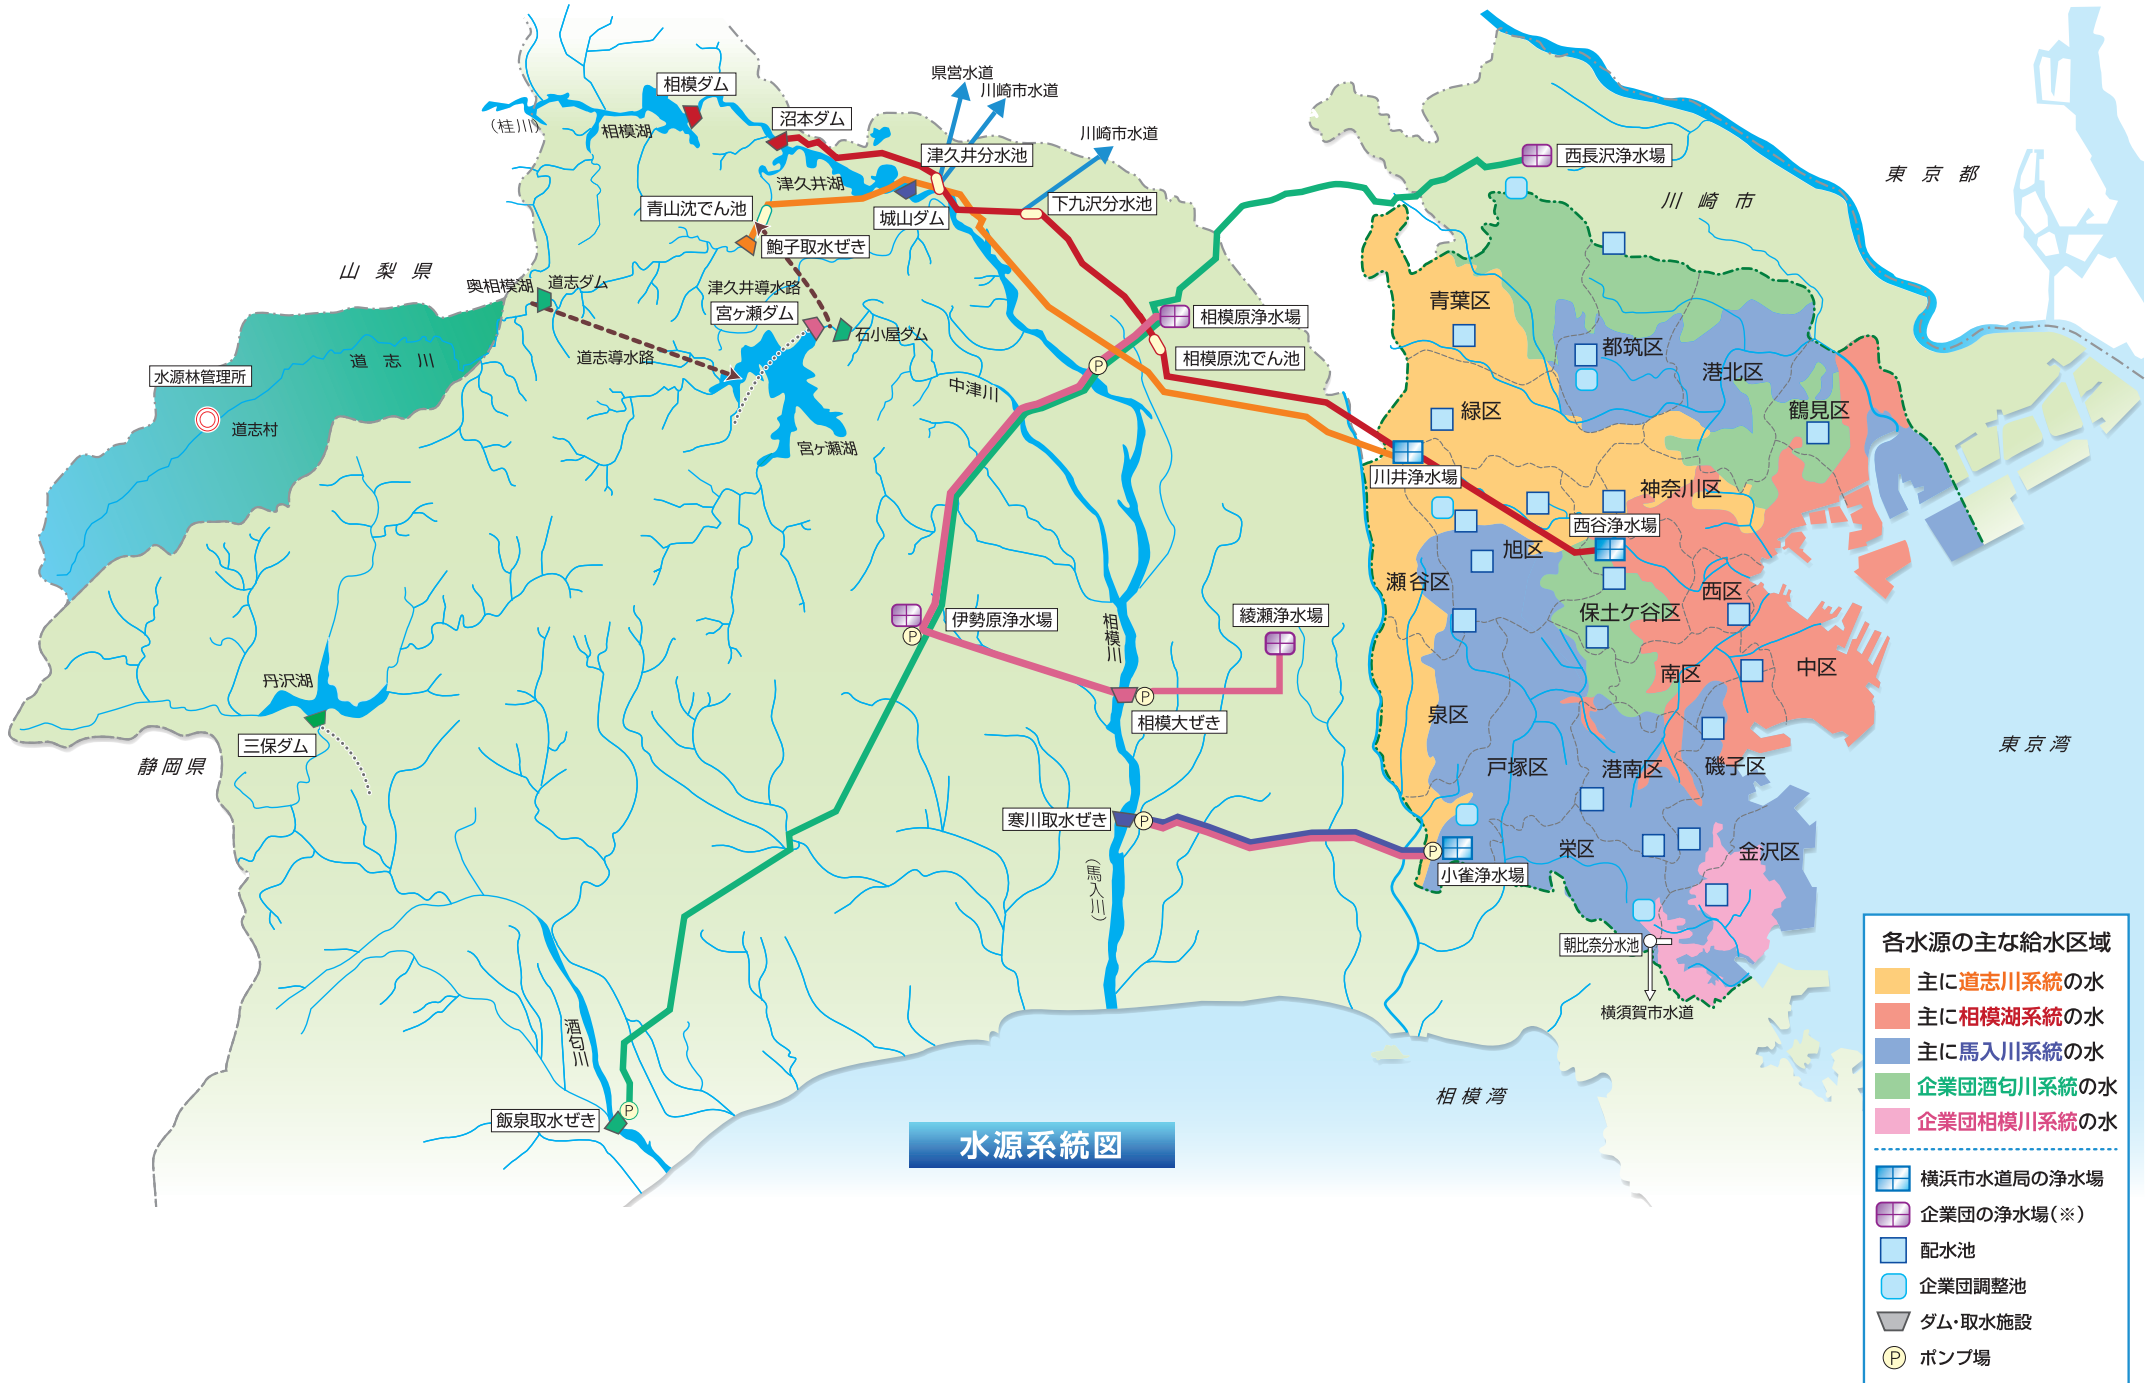 県営水道
川崎市水道
川崎市水道
相模ダム
沼本ダム
(桂川)
相模湖
津久井分水池
西長沢浄水場
東京都
川崎市
津久井湖
青山沈でん池
城山ダム
下九沢分水池
鮑子取水ぜき
山梨県
奥相模湖
道志ダム
津久井導水路
宮ヶ瀬ダム
石小屋ダム
相模原浄水場
相模原沈でん池
道志導水路
道志川
水源林管理所
道志村
中津川
宮ヶ瀬湖
青葉区
都筑区
港北区
緑区
鶴見区
川井浄水場
神奈川区
西谷浄水場
旭区
瀬谷区
西区
保土ケ谷区
伊勢原浄水場
綾瀬浄水場
相模川
南区
中区
丹沢湖
三保ダム
静岡県
相模大ぜき
泉区
東京湾
戸塚区
港南区
磯子区
寒川取水ぜき
(馬入川)
小雀浄水場
栄区
金沢区
朝比奈分水池
横須賀市水道
酒匂川
飯泉取水ぜき
相模湾
水源系統図
P
P
P
P
P
P
各水源の主な給水区域
主に道志川系統の水
主に相模湖系統の水
主に馬入川系統の水
企業団酒匂川系統の水
企業団相模川系統の水
横浜市水道局の浄水場
企業団の浄水場(※)
配水池
企業団調整池
ダム・取水施設
P ポンプ場